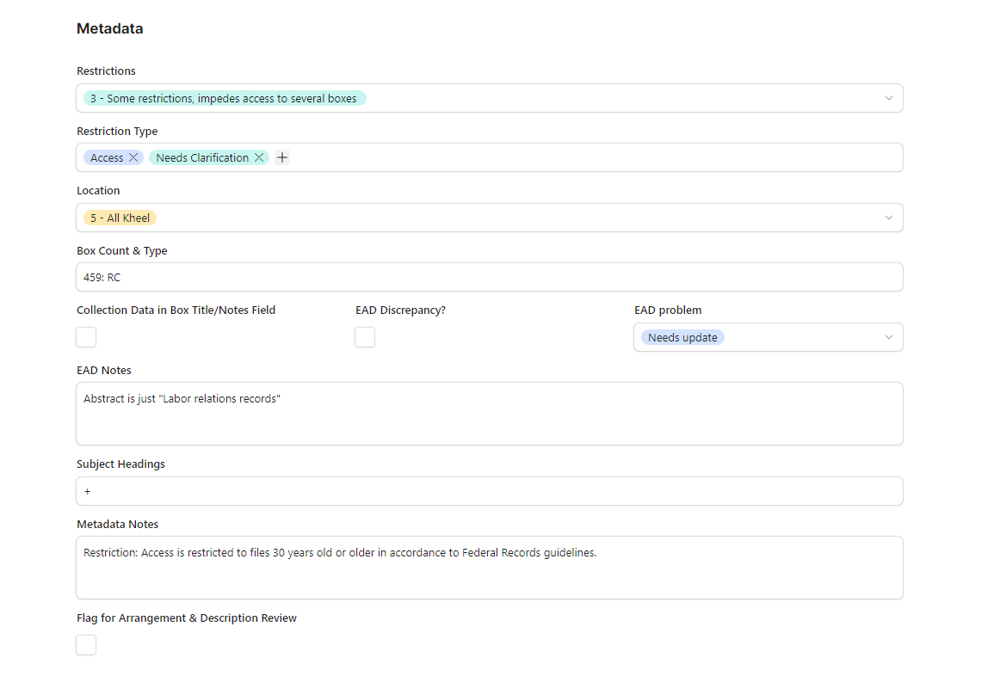 Metadata
Restrictions
3 - Some restrictions, impedes access to several boxes
Restriction Type
Access Needs Clarification
Location
5 - All Kheel
Box Count & Type
459: RC
Collection Data in Box Title/Notes Field EAD Discrepancy? EAD problem
Needs update
EAD Notes
Abstract is just "Labor relations records"
Subject Headings
+
Metadata Notes
Restriction: Access is restricted to files 30 years old or older in accordance to Federal Records guidelines.
Flag for Arrangement & Description Review